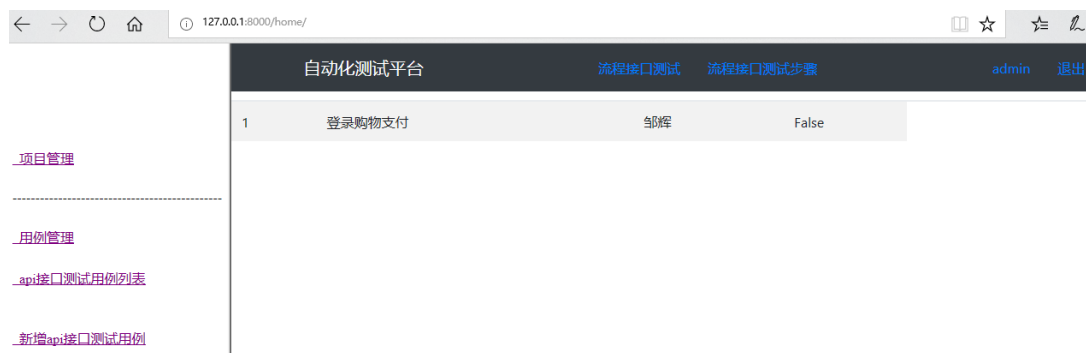 127.0.0.1:8000/home/
自动化测试平台 流程接口测试 流程接口测试步骤 admin 退出
1 登录购物支付 邹辉 False
项目管理
--------------------------------------------
用例管理
api接口测试用例列表
新增api接口测试用例